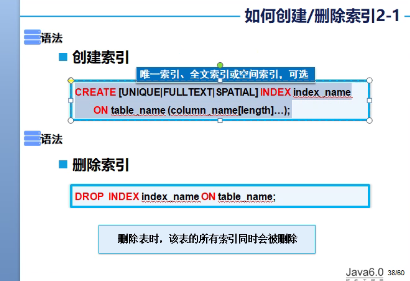 如何创建/删除索引2-1
语法
创建索引
唯一索引、全文索引或空间索引，可选
CREATE [UNIQUE|FULLTEXT|SPATIAL] INDEX index_name
ON table_name (column_name[length]…);
语法
删除索引
DROP INDEX index_name ON table_name;
删除表时，该表的所有索引同时会被删除
Java6.0 38/60